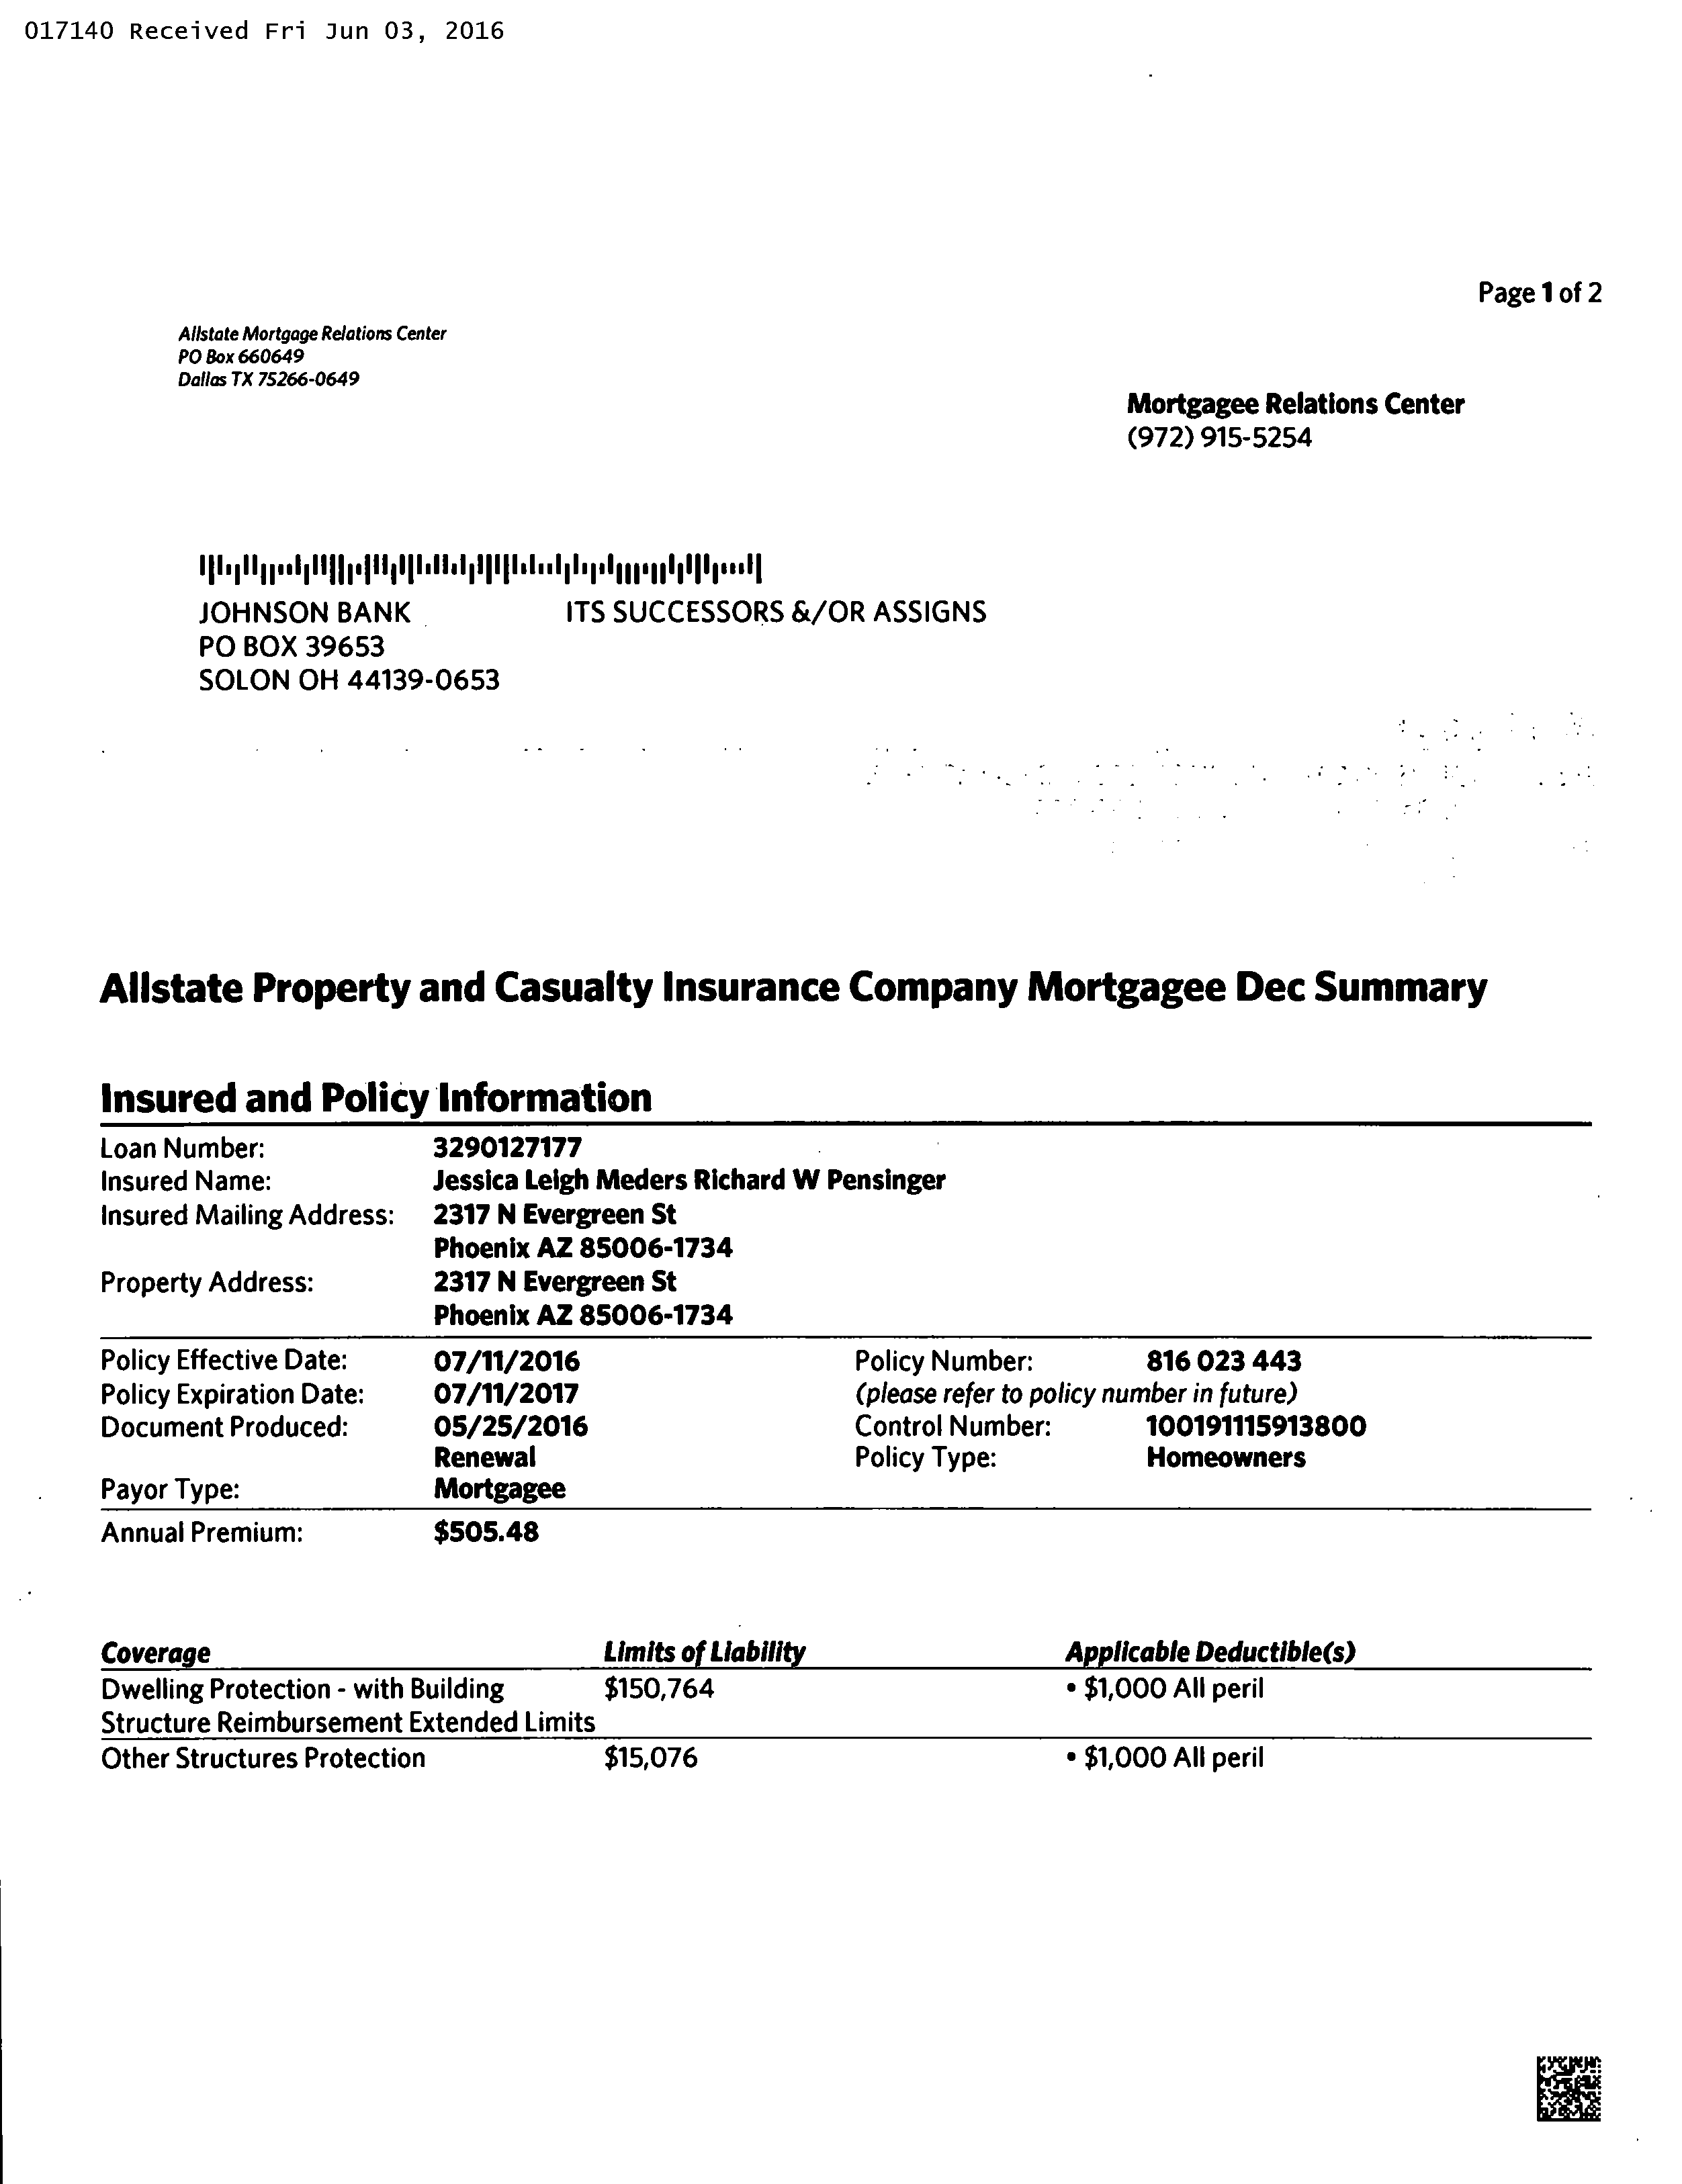 017140 Received Fri Jun 03, 2016
Page 1 of 2
Allstate Mortgage Relations Center
PO Box 660649
Dallas TX 75266-0649
Mortgagee Relations Center
(972) 915-5254
JOHNSON BANK ITS SUCCESSORS &/OR ASSIGNS
PO BOX 39653
SOLON OH 44139-0653
Allstate Property and Casualty Insurance Company Mortgagee Dec Summary
Insured and Policy Information
Loan Number: 3290127177
Insured Name: Jessica Leigh Meders Richard W Pensinger
Insured Mailing Address: 2317 N Evergreen St
Phoenix AZ 85006-1734
Property Address: 2317 N Evergreen St
Phoenix AZ 85006-1734
Policy Effective Date: 07/11/2016 Policy Number: 816 023 443
Policy Expiration Date: 07/11/2017 (please refer to policy number in future)
Document Produced: 05/25/2016 Control Number: 100191115913800
Renewal Policy Type: Homeowners
Payor Type: Mortgagee
Annual Premium: $505.48
Coverage Limits of Liability Applicable Deductible(s)
Dwelling Protection - with Building $150,764 • $1,000 All peril
Structure Reimbursement Extended Limits
Other Structures Protection $15,076 • $1,000 All peril